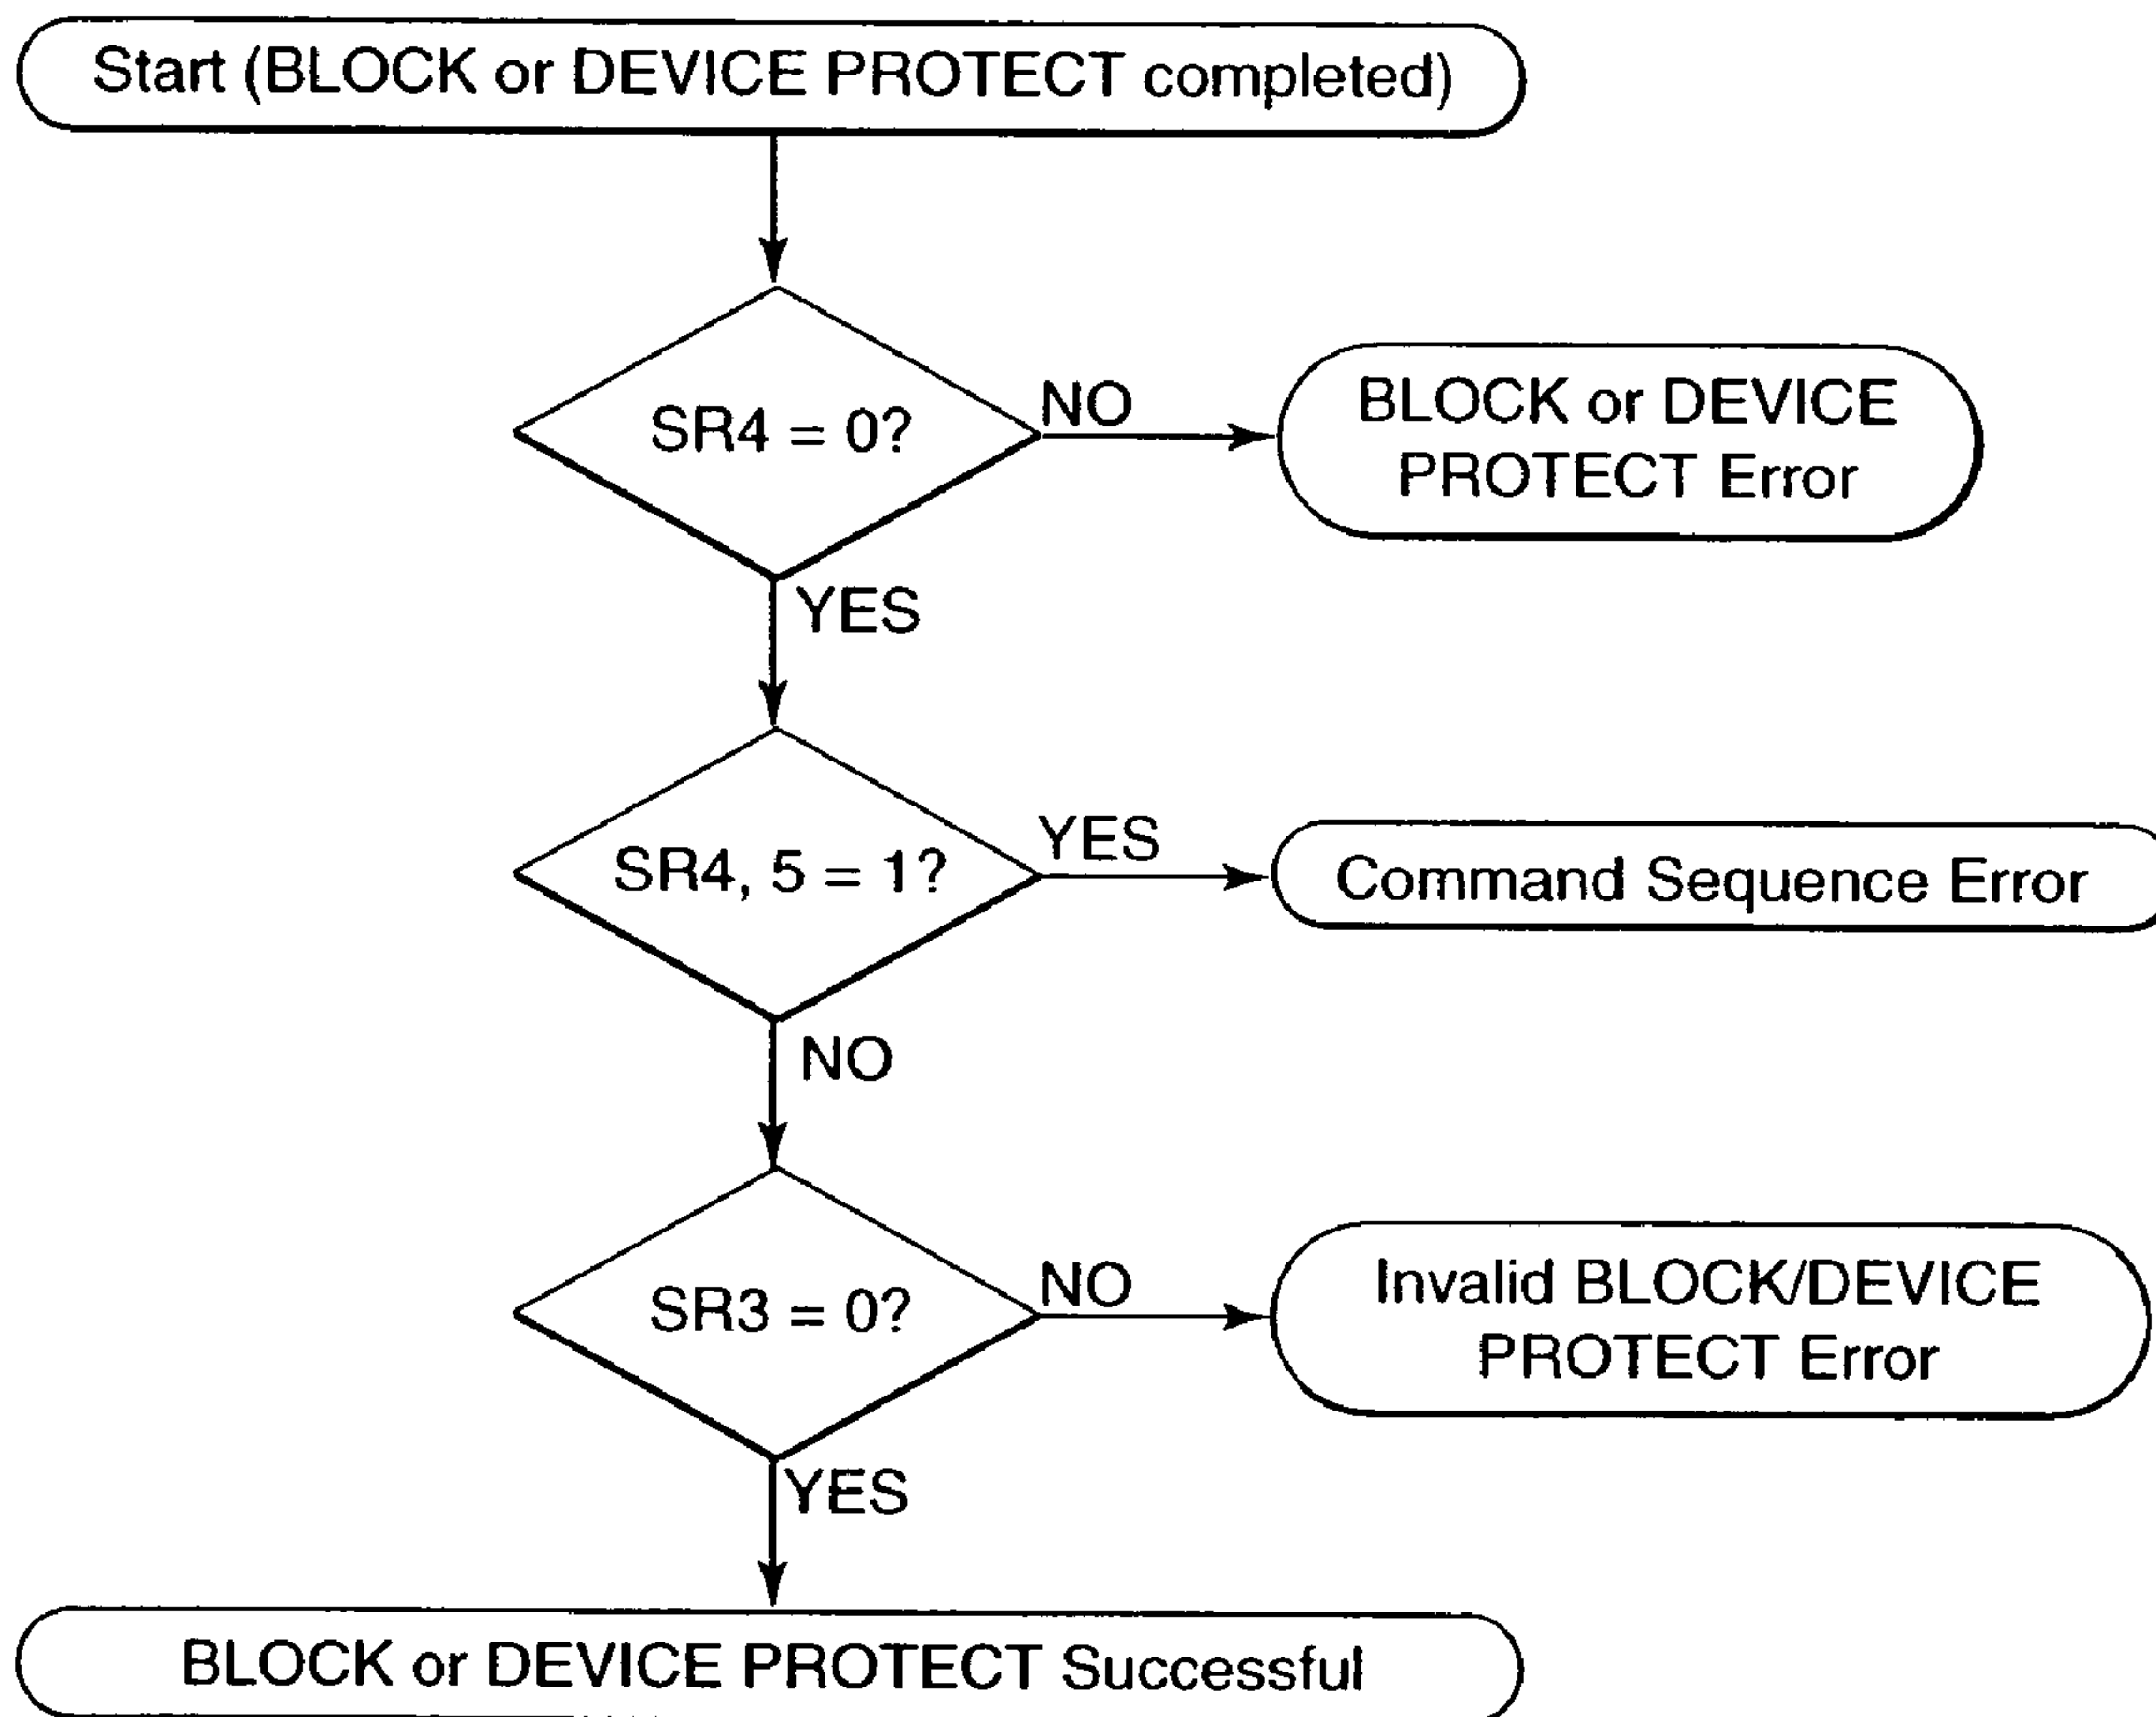 Start (BLOCK or DEVICE PROTECT completed)
SR4 = 0?
NO
BLOCK or DEVICE
PROTECT Error
YES
SR4, 5 = 1?
YES
Command Sequence Error
NO
SR3 = 0?
NO
Invalid BLOCK/DEVICE
PROTECT Error
YES
BLOCK or DEVICE PROTECT Successful